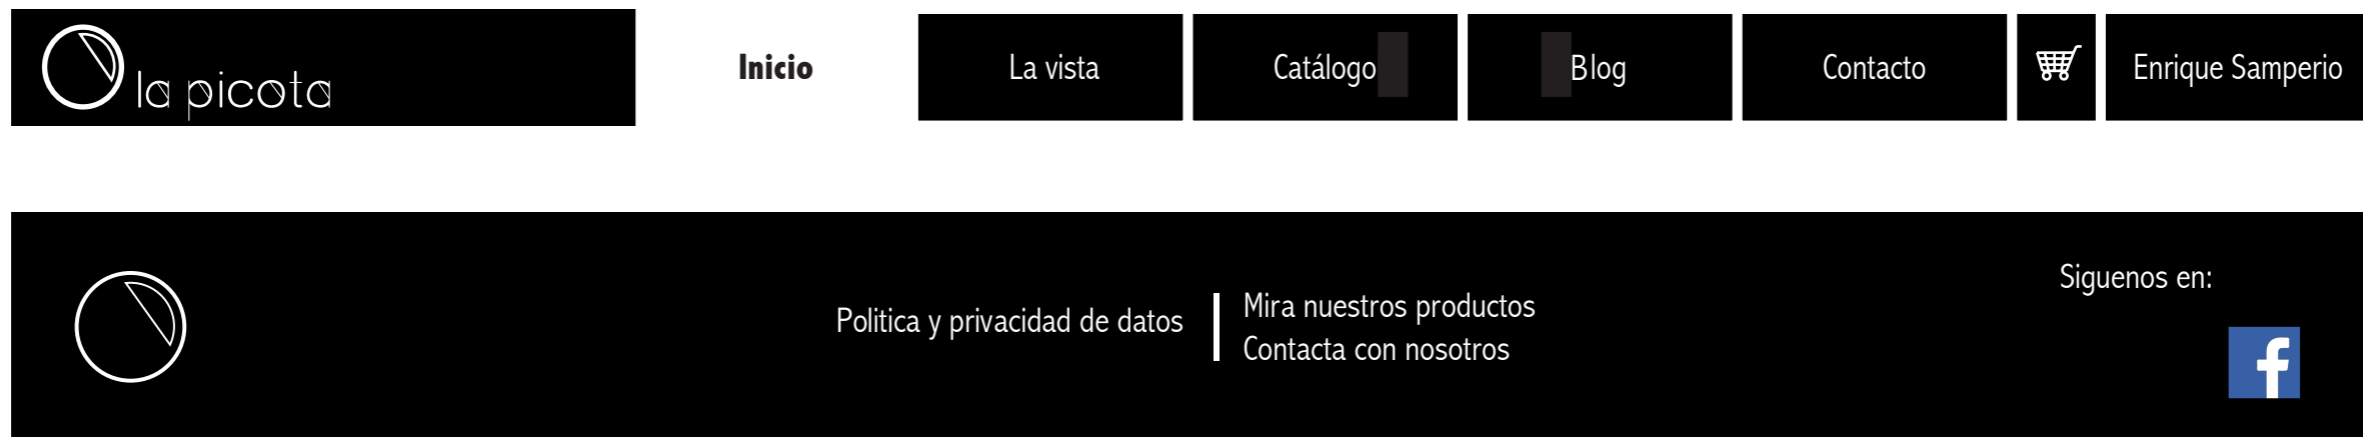 la picota
Inicio
La vista
Catálogo
Blog
Contacto
Enrique Samperio
Politica y privacidad de datos
Mira nuestros productos
Contacta con nosotros
Siguenos en:
f